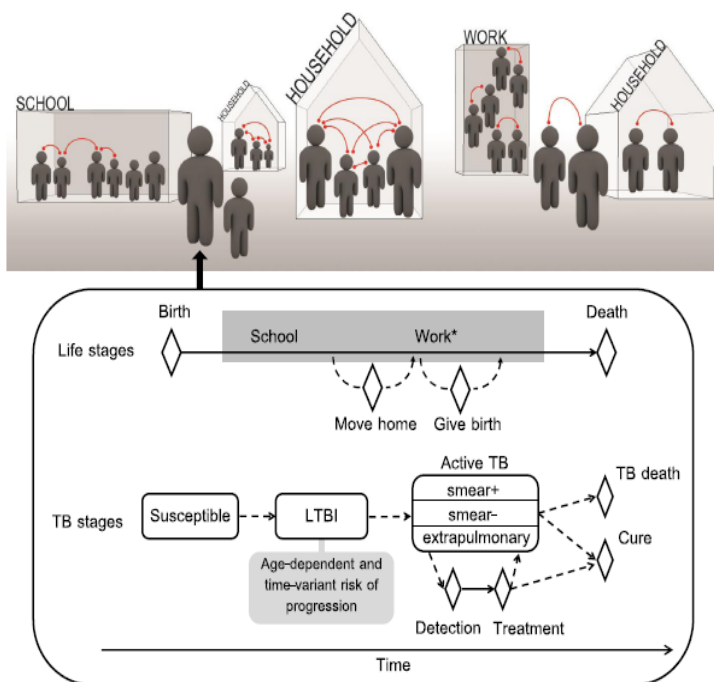 SCHOOL
HOUSEHOLD
HOUSEHOLD
WORK
HOUSEHOLD
Birth
Death
Life stages
School
Work*
Move home
Give birth
Active TB
TB stages
Susceptible
LTBI
smear+
smear–
extrapulmonary
TB death
Cure
Age-dependent and
time-variant risk of
progression
Detection
Treatment
Time